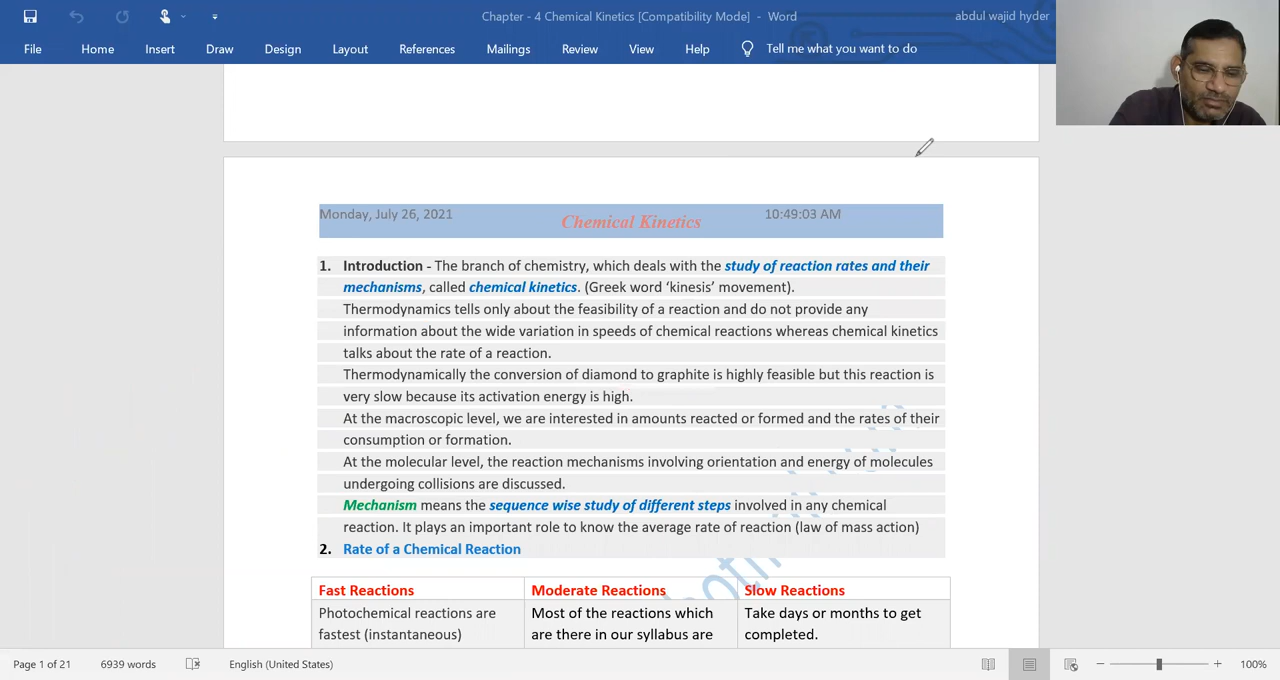 Chapter - 4 Chemical Kinetics [Compatibility Mode] - Word
abdul wajid hyder
File Home Insert Draw Design Layout References Mailings Review View Help Tell me what you want to do
Monday, July 26, 2021 Chemical Kinetics 10:49:03 AM
1. Introduction - The branch of chemistry, which deals with the study of reaction rates and their
mechanisms, called chemical kinetics. (Greek word ‘kinesis’ movement).
Thermodynamics tells only about the feasibility of a reaction and do not provide any
information about the wide variation in speeds of chemical reactions whereas chemical kinetics
talks about the rate of a reaction.
Thermodynamically the conversion of diamond to graphite is highly feasible but this reaction is
very slow because its activation energy is high.
At the macroscopic level, we are interested in amounts reacted or formed and the rates of their
consumption or formation.
At the molecular level, the reaction mechanisms involving orientation and energy of molecules
undergoing collisions are discussed.
Mechanism means the sequence wise study of different steps involved in any chemical
reaction. It plays an important role to know the average rate of reaction (law of mass action)
2. Rate of a Chemical Reaction
Fast Reactions Moderate Reactions Slow Reactions
Photochemical reactions are Most of the reactions which Take days or months to get
fastest (instantaneous) are there in our syllabus are completed.
Page 1 of 21 6939 words English (United States) 100%